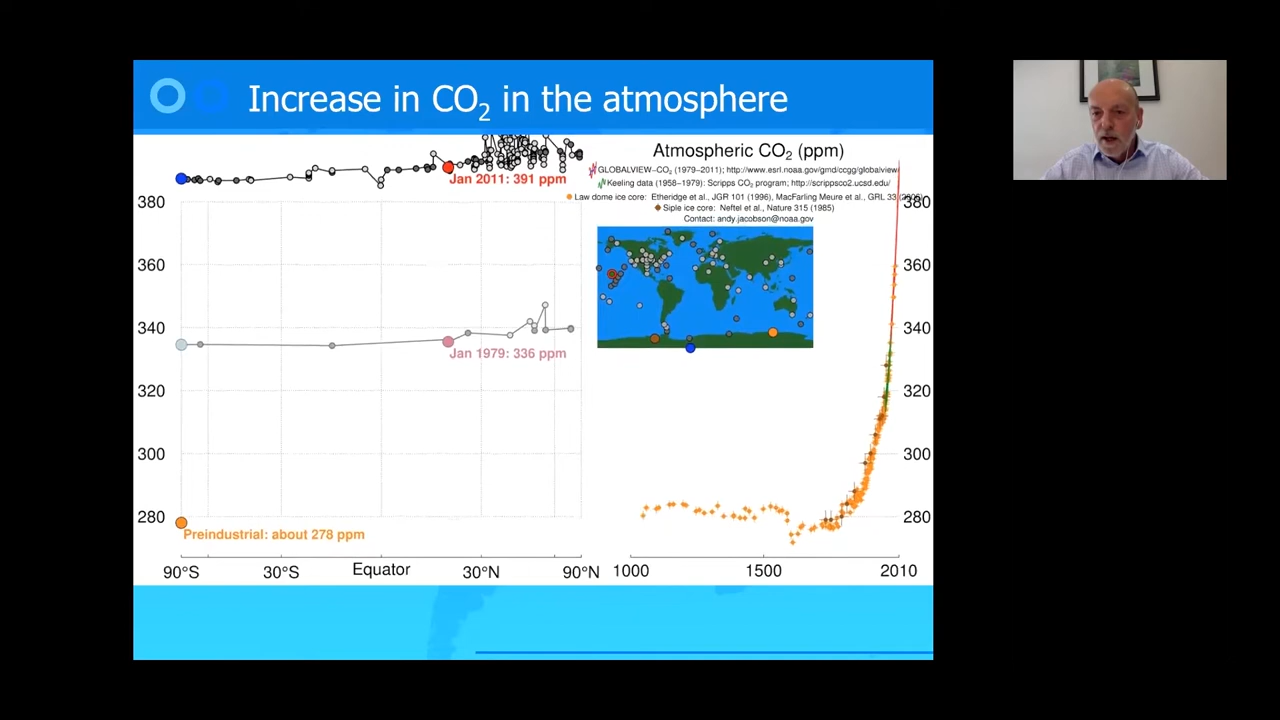 Increase in CO2 in the atmosphere
Atmospheric CO2 (ppm)
GLOBALVIEW−CO2 (1979−2011); http://www.esrl.noaa.gov/gmd/ccgg/globalview/
Keeling data (1958−1979): Scripps CO2 program; http://scrippsco2.ucsd.edu/
Law dome ice core: Etheridge et al., JGR 101 (1996), MacFarling Meure et al., GRL 33
Siple ice core: Neftel et al., Nature 315 (1985)
Contact: andy.jacobson@noaa.gov
Jan 2011: 391 ppm
Jan 1979: 336 ppm
Preindustrial: about 278 ppm
380
360
340
320
300
280
90°S 30°S Equator 30°N 90°N
380
360
340
320
300
280
1000 1500 2010